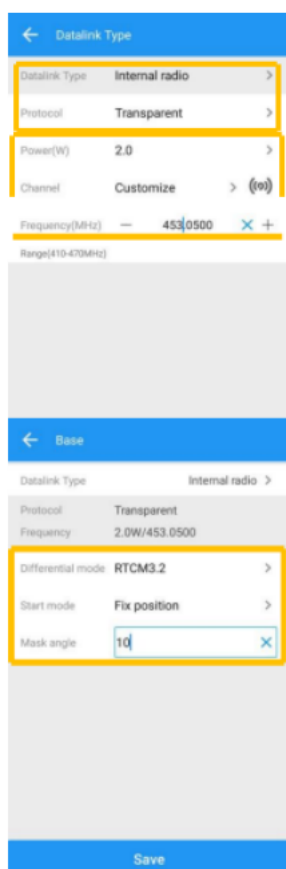 Datalink Type
Datalink Type Internal radio >
Protocol Transparent >
Power(W) 2.0 >
Channel Customize >
Frequency(MHz) — 453.0500 × +
Range(410-470MHz)
Base
Datalink Type Internal radio >
Protocol Transparent
Frequency 2.0W/453.0500
Differential mode RTCM3.2 >
Start mode Fix position >
Mask angle 10 ×
Save